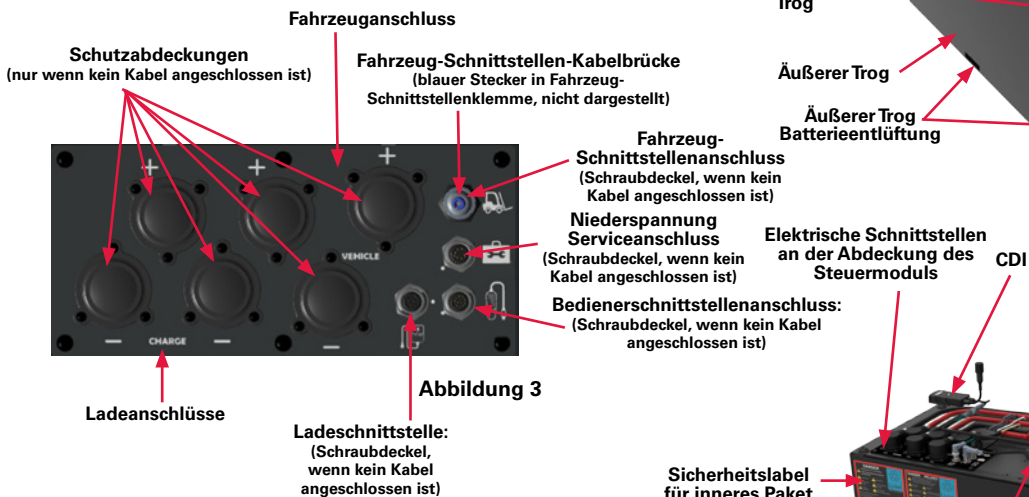 Trog
Fahrzeuganschluss
Schutzabdeckungen
(nur wenn kein Kabel angeschlossen ist)
Fahrzeug-Schnittstellen-Kabelbrücke
(blauer Stecker in Fahrzeug-
Schnittstellenklemme, nicht dargestellt)
Äußerer Trog
Äußerer Trog
Batterieentlüftung
Fahrzeug-
Schnittstellenanschluss
(Schraubdeckel, wenn kein
Kabel angeschlossen ist)
Niederspannung
Serviceanschluss
(Schraubdeckel, wenn kein
Kabel angeschlossen ist)
Bedienerschnittstellenanschluss:
(Schraubdeckel, wenn kein Kabel
angeschlossen ist)
+ + +
VEHICLE
− CHARGE − −
Abbildung 3
Ladeanschlüsse
Ladeschnittstelle:
(Schraubdeckel,
wenn kein Kabel
angeschlossen ist)
Elektrische Schnittstellen
an der Abdeckung des
Steuermoduls
CDI
Sicherheitslabel
für inneres Paket